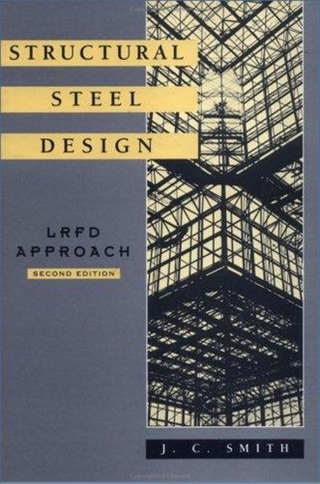 STRUCTURAL
STEEL
DESIGN
LRFD
APPROACH
SECOND EDITION
J. C. SMITH